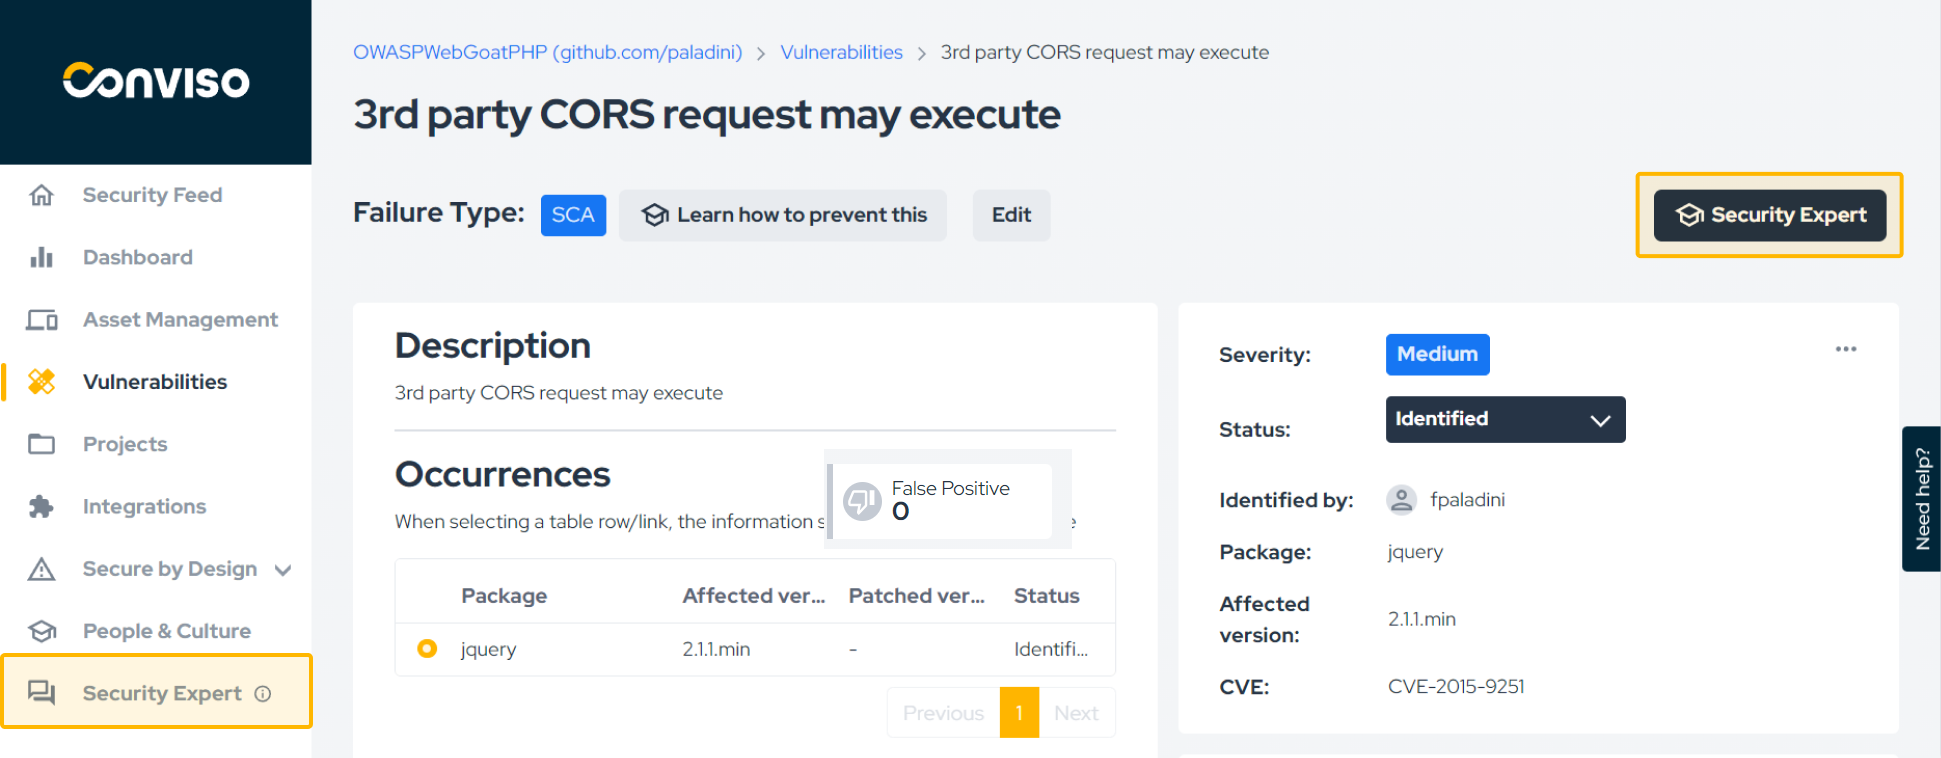 Conviso
Security Feed
Dashboard
Asset Management
Vulnerabilities
Projects
Integrations
Secure by Design
People & Culture
Security Expert
OWASPWebGoatPHP (github.com/paladini) > Vulnerabilities > 3rd party CORS request may execute
3rd party CORS request may execute
Failure Type: SCA Learn how to prevent this Edit
Security Expert
Description
3rd party CORS request may execute
Occurrences
When selecting a table row/link, the information
False Positive
0
Package Affected ver... Patched ver... Status
jquery 2.1.1.min - Identifi...
Previous 1 Next
Severity: Medium
Status: Identified
Identified by: fpaladini
Package: jquery
Affected
version: 2.1.1.min
CVE: CVE-2015-9251
Need help?